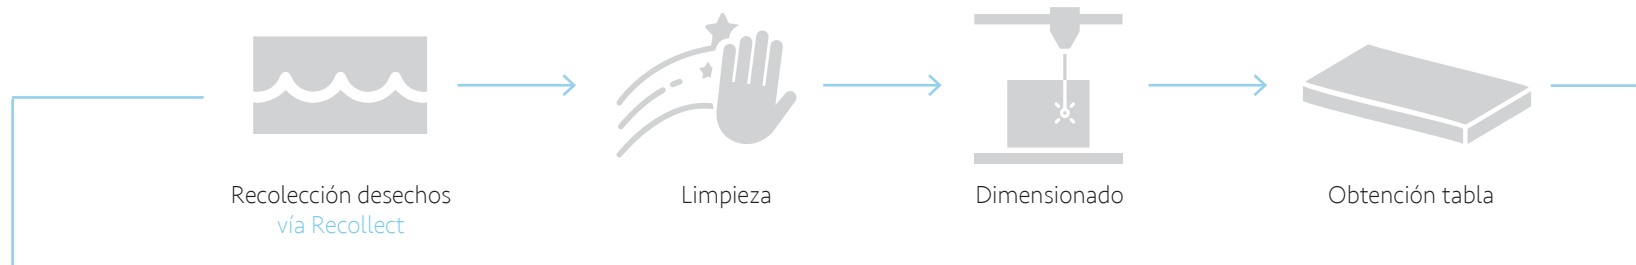 Recolección desechos
vía Recollect
Limpieza
Dimensionado
Obtención tabla